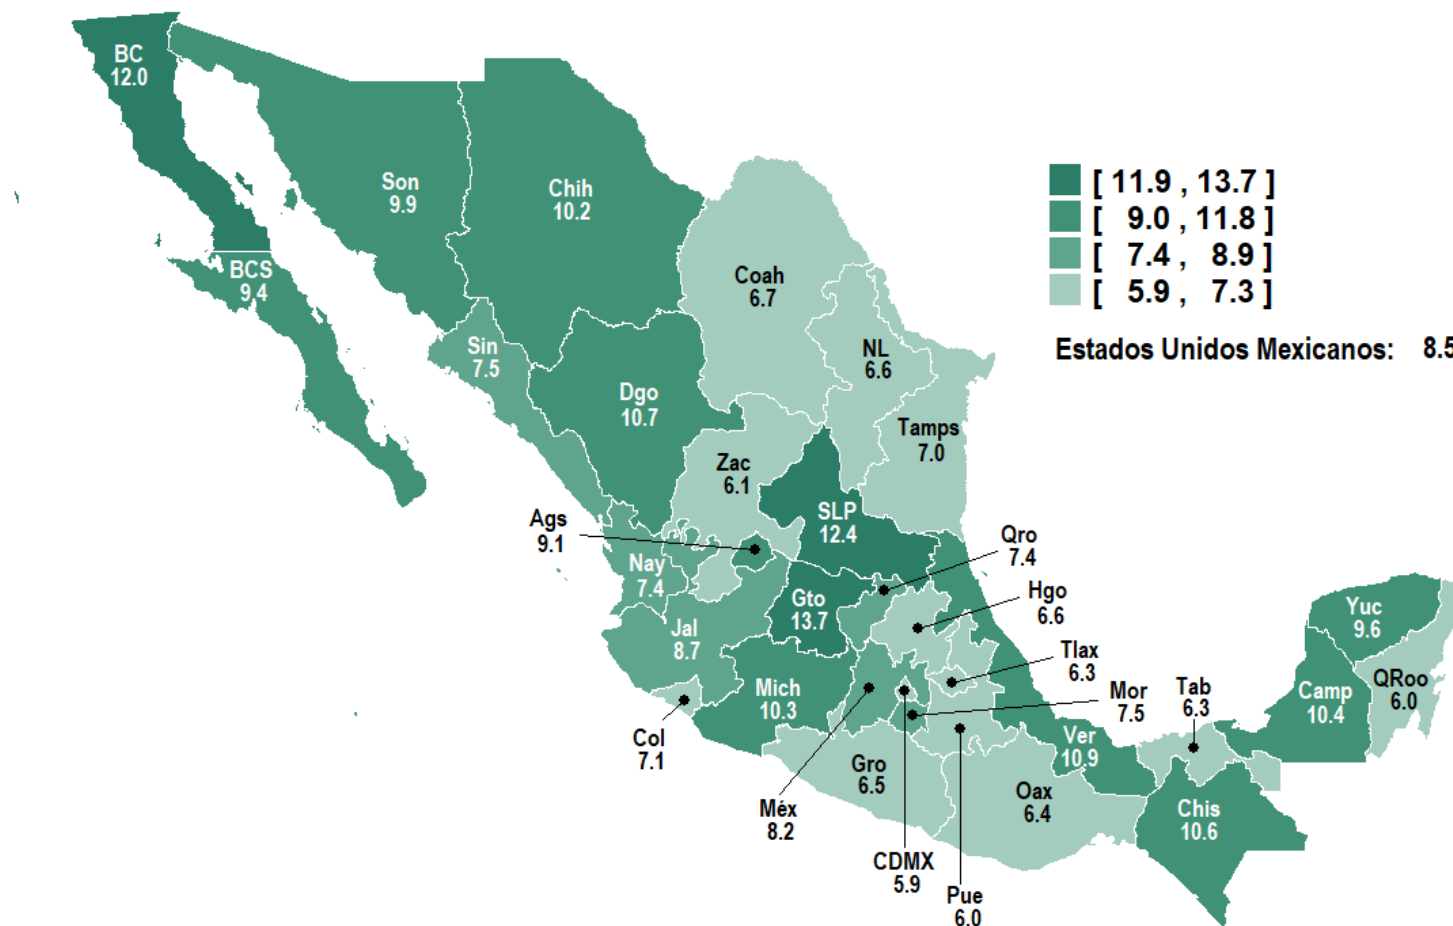 BC
12.0
Son
9.9
Chih
10.2
[ 11.9 , 13.7 ]
[ 9.0 , 11.8 ]
[ 7.4 , 8.9 ]
[ 5.9 , 7.3 ]
Estados Unidos Mexicanos: 8.5
BCS
9.4
Coah
6.7
Sin
7.5
NL
6.6
Dgo
10.7
Tamps
7.0
Zac
6.1
Ags
9.1
SLP
12.4
Qro
7.4
Nay
7.4
Gto
13.7
Hgo
6.6
Jal
8.7
Tlax
6.3
Yuc
9.6
Mich
10.3
Mor
7.5
Tab
6.3
Camp
10.4
QRoo
6.0
Col
7.1
Ver
10.9
Gro
6.5
Oax
6.4
Méx
8.2
Chis
10.6
CDMX
5.9
Pue
6.0